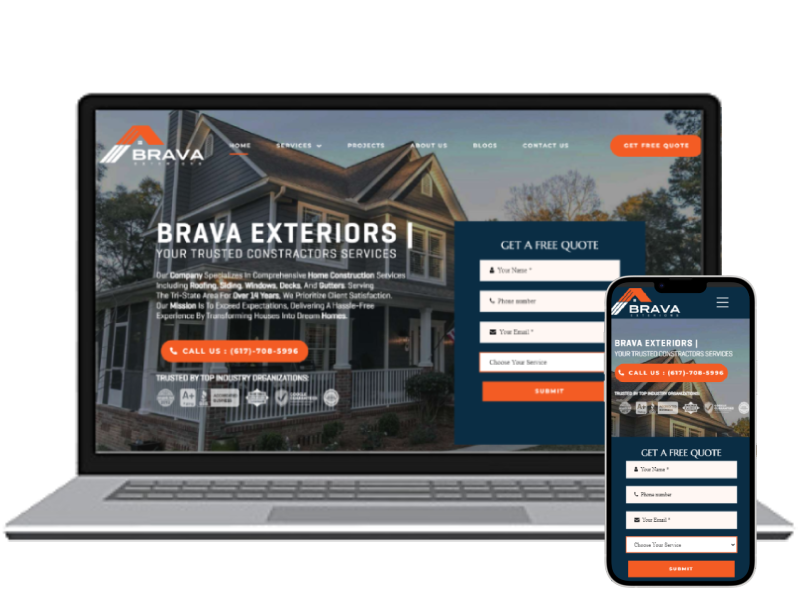 BRAVA
EXTERIORS
HOME
SERVICES
PROJECTS
ABOUT US
BLOGS
CONTACT US
GET FREE QUOTE
BRAVA EXTERIORS |
YOUR TRUSTED CONSTRACTORS SERVICES
Our Company Specializes In Comprehensive Home Construction Services
Including Roofing, Siding, Windows, Decks, And Gutters. Serving
The Tri-State Area For Over 14 Years, We Prioritize Client Satisfaction.
Our Mission Is To Exceed Expectations, Delivering A Hassle-Free
Experience By Transforming Houses Into Dream Homes.
CALL US : (617)-708-5996
TRUSTED BY TOP INDUSTRY ORGANIZATIONS:
A+
GET A FREE QUOTE
Your Name *
Phone number
Your Email *
Choose Your Service
SUBMIT
BRAVA
EXTERIORS
BRAVA EXTERIORS |
YOUR TRUSTED CONSTRACTORS SERVICES
CALL US : (617)-708-5996
TRUSTED BY TOP INDUSTRY ORGANIZATIONS:
A+
GET A FREE QUOTE
Your Name *
Phone number
Your Email *
Choose Your Service
SUBMIT